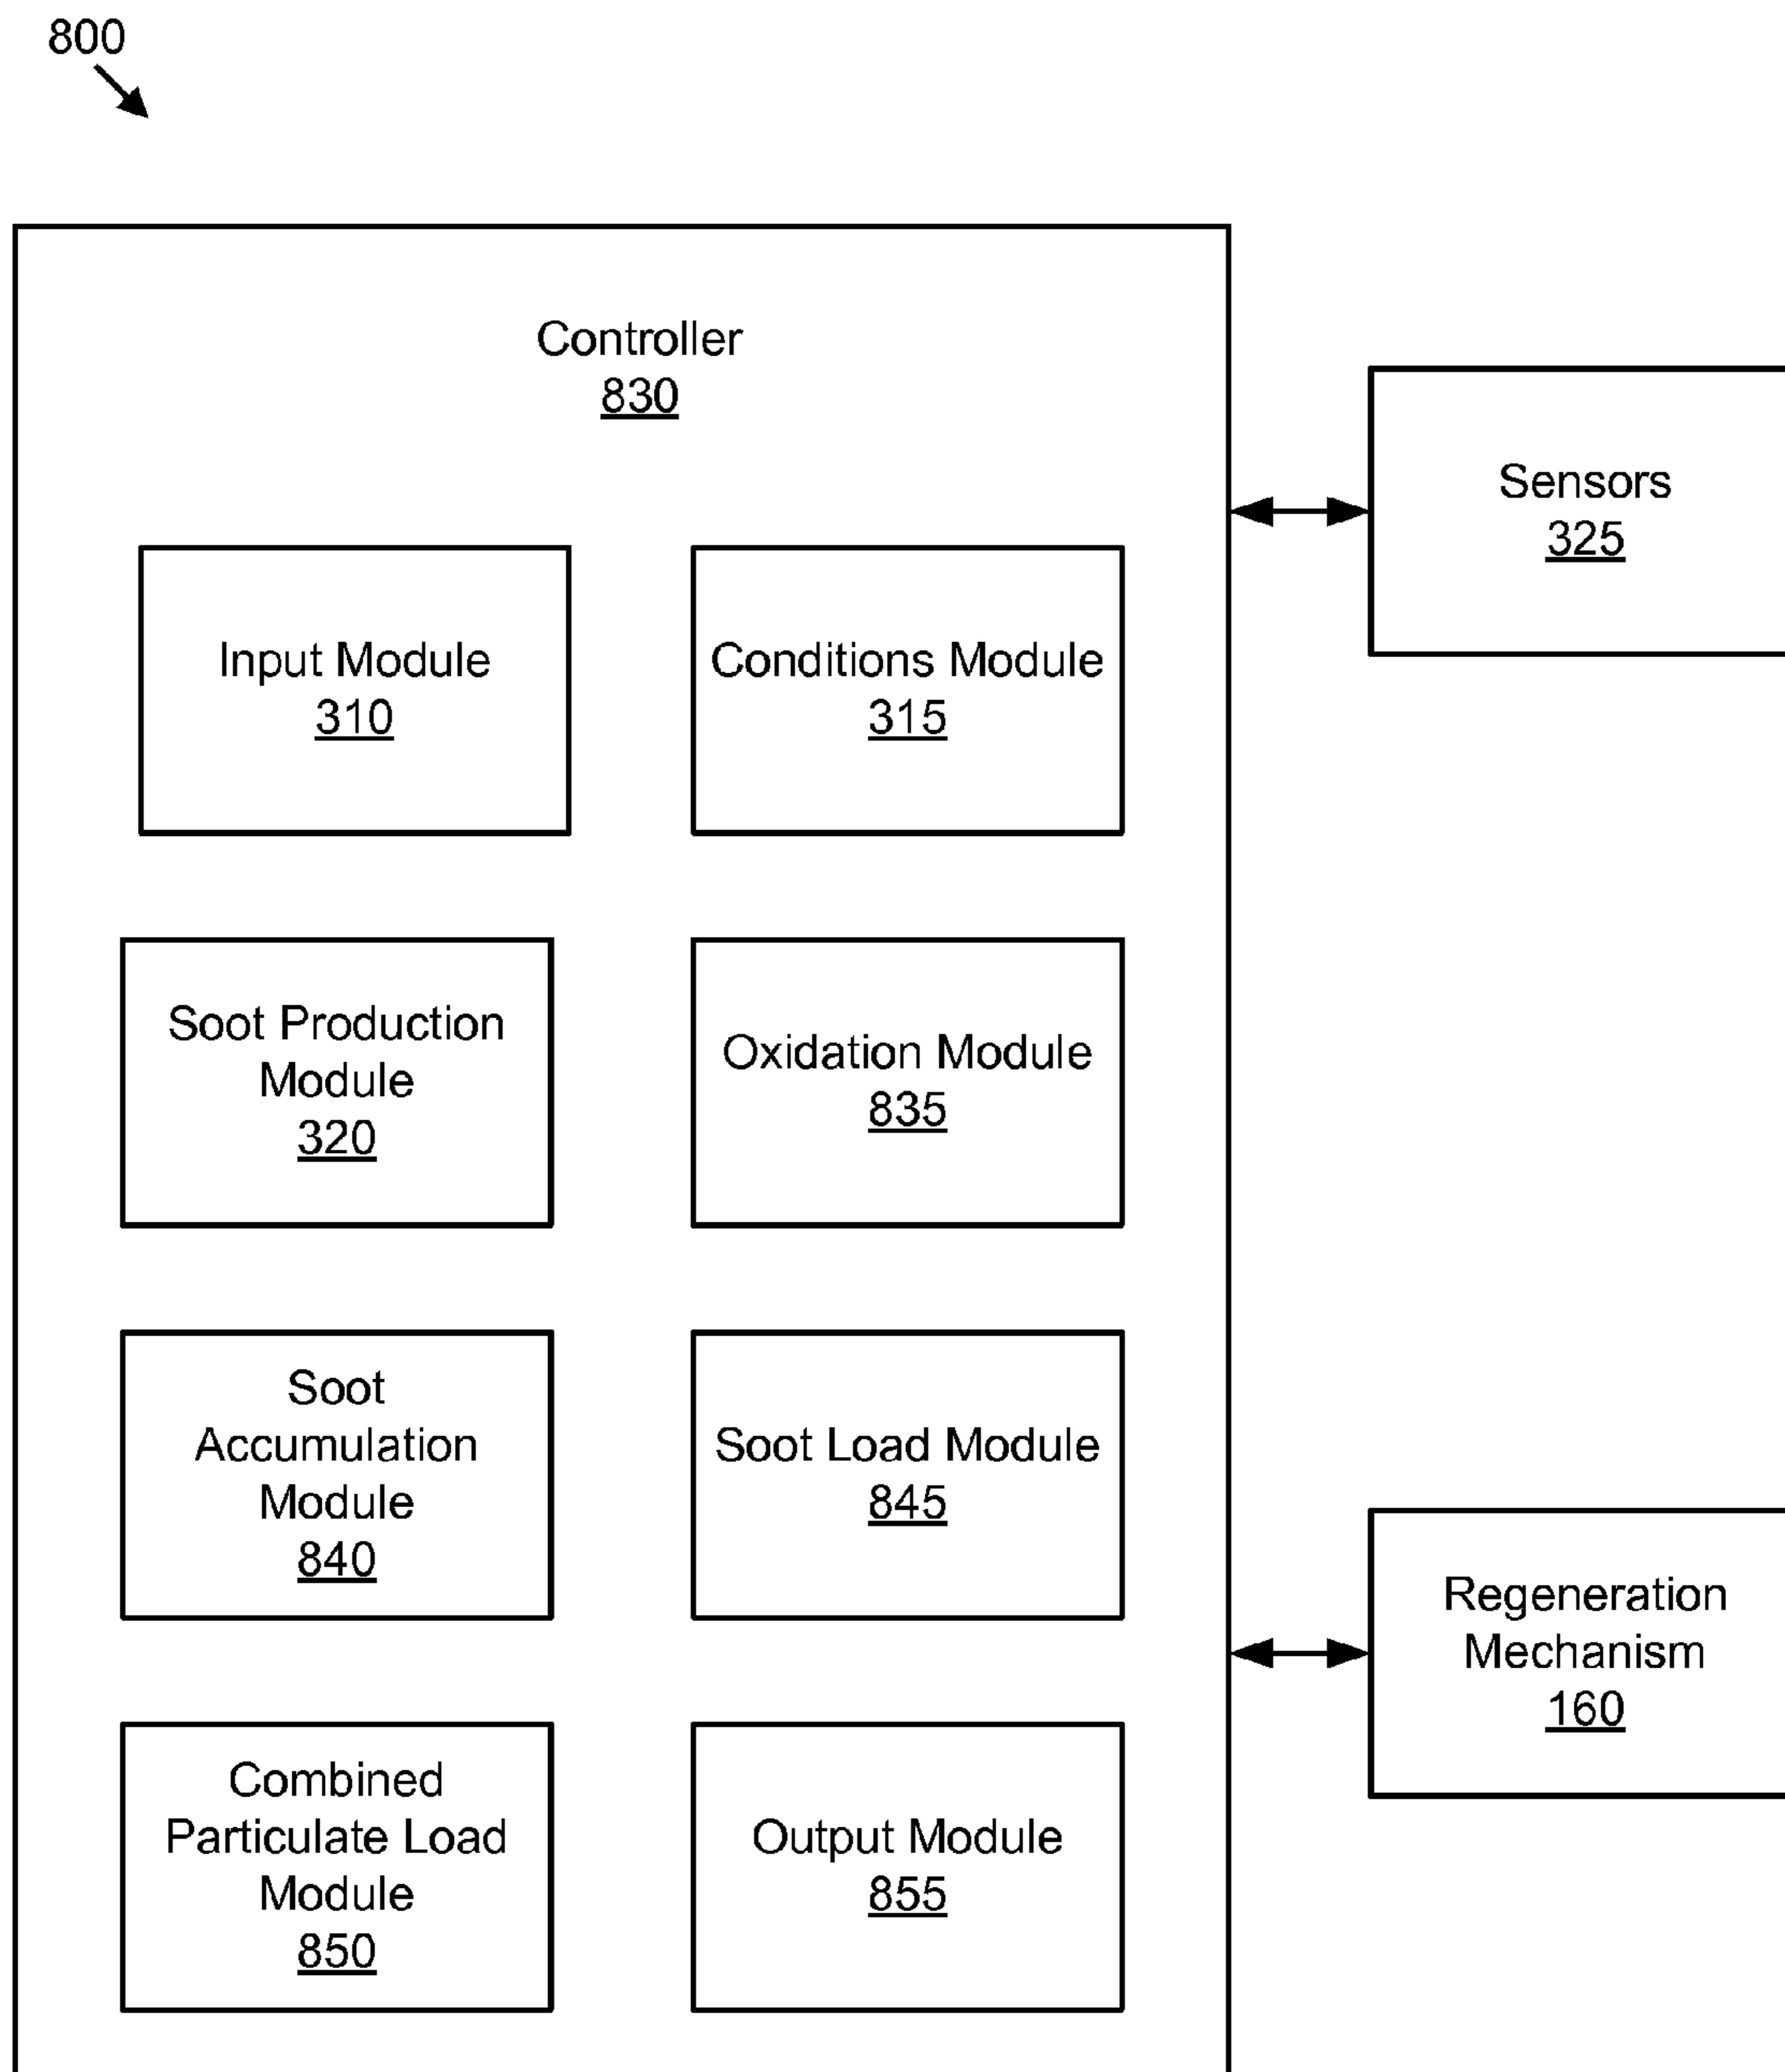 800
Controller
830
Sensors
325
Input Module
310
Conditions Module
315
Soot Production
Module
320
Oxidation Module
835
Soot
Accumulation
Module
840
Soot Load Module
845
Regeneration
Mechanism
160
Combined
Particulate Load
Module
850
Output Module
855